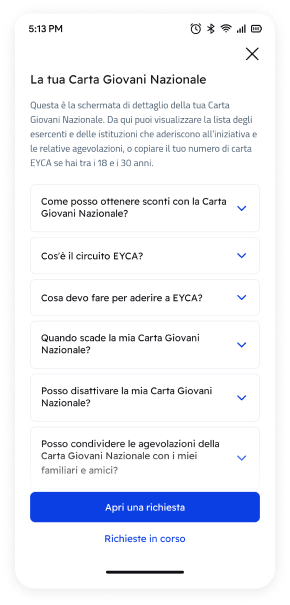 5:13 PM
La tua Carta Giovani Nazionale
Questa è la schermata di dettaglio della tua Carta
Giovani Nazionale. Da qui puoi visualizzare la lista degli
esercenti e delle istituzioni che aderiscono all'iniziativa e
le relative agevolazioni, o copiare il tuo numero di carta
EYCA se hai tra i 18 e i 30 anni.
Come posso ottenere sconti con la Carta
Giovani Nazionale?
Cos'è il circuito EYCA?
Cosa devo fare per aderire a EYCA?
Quando scade la mia Carta Giovani
Nazionale?
Posso disattivare la mia Carta Giovani
Nazionale?
Posso condividere le agevolazioni della
Carta Giovani Nazionale con i miei
familiari e amici?
Apri una richiesta
Richieste in corso